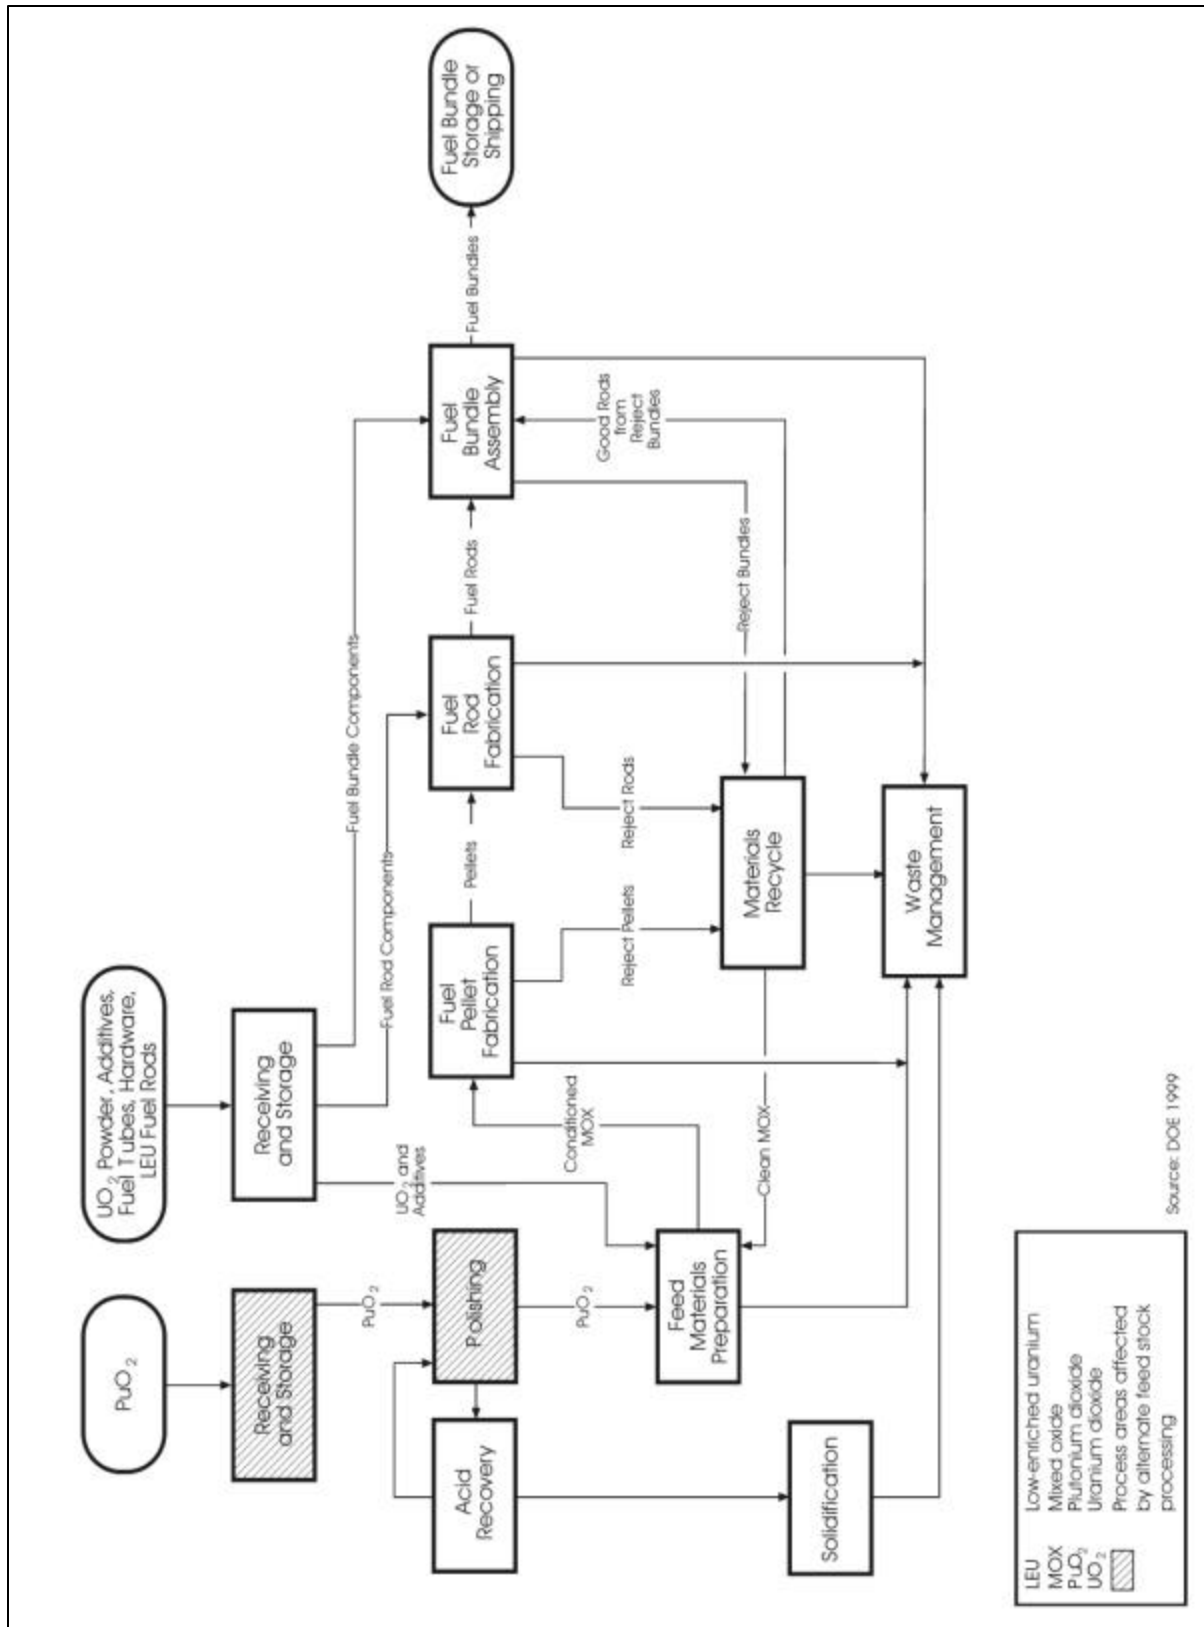 PuO₂
UO₂ Powder, Additives,
Fuel Tubes, Hardware,
LEU Fuel Rods
Receiving
and Storage
Receiving
and Storage
PuO₂
UO₂ and
Additives
Fuel Rod Components
Fuel Bundle Components
Acid
Recovery
Polishing
Fuel
Pellet
Fabrication
Pellets
Fuel
Rod
Fabrication
Fuel Rods
Fuel
Bundle
Assembly
Fuel Bundles
Fuel Bundle
Storage or
Shipping
PuO₂
Conditioned
MOX
Reject Pellets
Reject Rods
Good Rods
from
Reject
Bundles
Feed
Materials
Preparation
Clean MOX
Reject Bundles
Materials
Recycle
Solidification
Waste
Management
LEU Low-enriched uranium
MOX Mixed oxide
PuO₂ Plutonium dioxide
UO₂ Uranium dioxide
Process areas affected
by alternate feed stock
processing
Source: DOE 1999